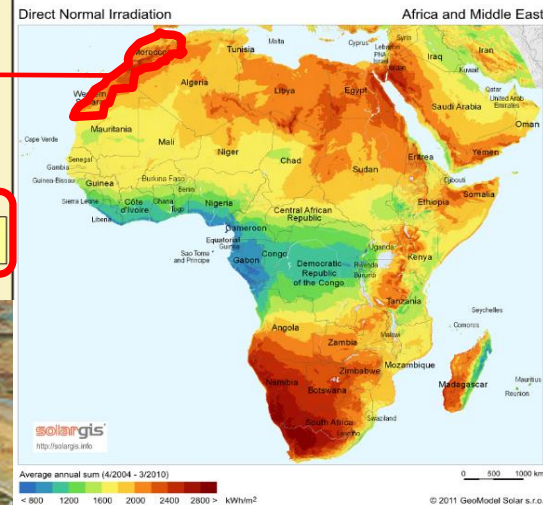 Direct Normal Irradiation
Africa and Middle East
Malta
Cyprus
Syria
Tunisia
Morocco
Iraq
Iran
Kuwait
Algeria
Libya
Egypt
Qatar
United Arab
Emirates
Saudi Arabia
Oman
Mauritania
Mali
Niger
Chad
Sudan
Eritrea
Yemen
Cape Verde
Senegal
Gambia
Guinea-Bissau
Guinea
Burkina Faso
Benin
Djibouti
Somalia
Sierra Leone
Liberia
Côte
d'Ivoire
Ghana
Togo
Nigeria
Ethiopia
Central African
Republic
Cameroon
Equatorial
Guinea
Sao Tome
and Principe
Gabon
Congo
Democratic
Republic
of the Congo
Uganda
Rwanda
Burundi
Kenya
Tanzania
Seychelles
Comoros
Angola
Zambia
Malawi
Mozambique
Zimbabwe
Namibia
Botswana
Madagascar
Mauritius
Reunion
Swaziland
South Africa
Lesotho
solargis
http://solargis.info
Average annual sum (4/2004 - 3/2010)
< 800 1200 1600 2000 2400 2800 > kWh/m²
0 500 1000 km
© 2011 GeoModel Solar s.r.o.